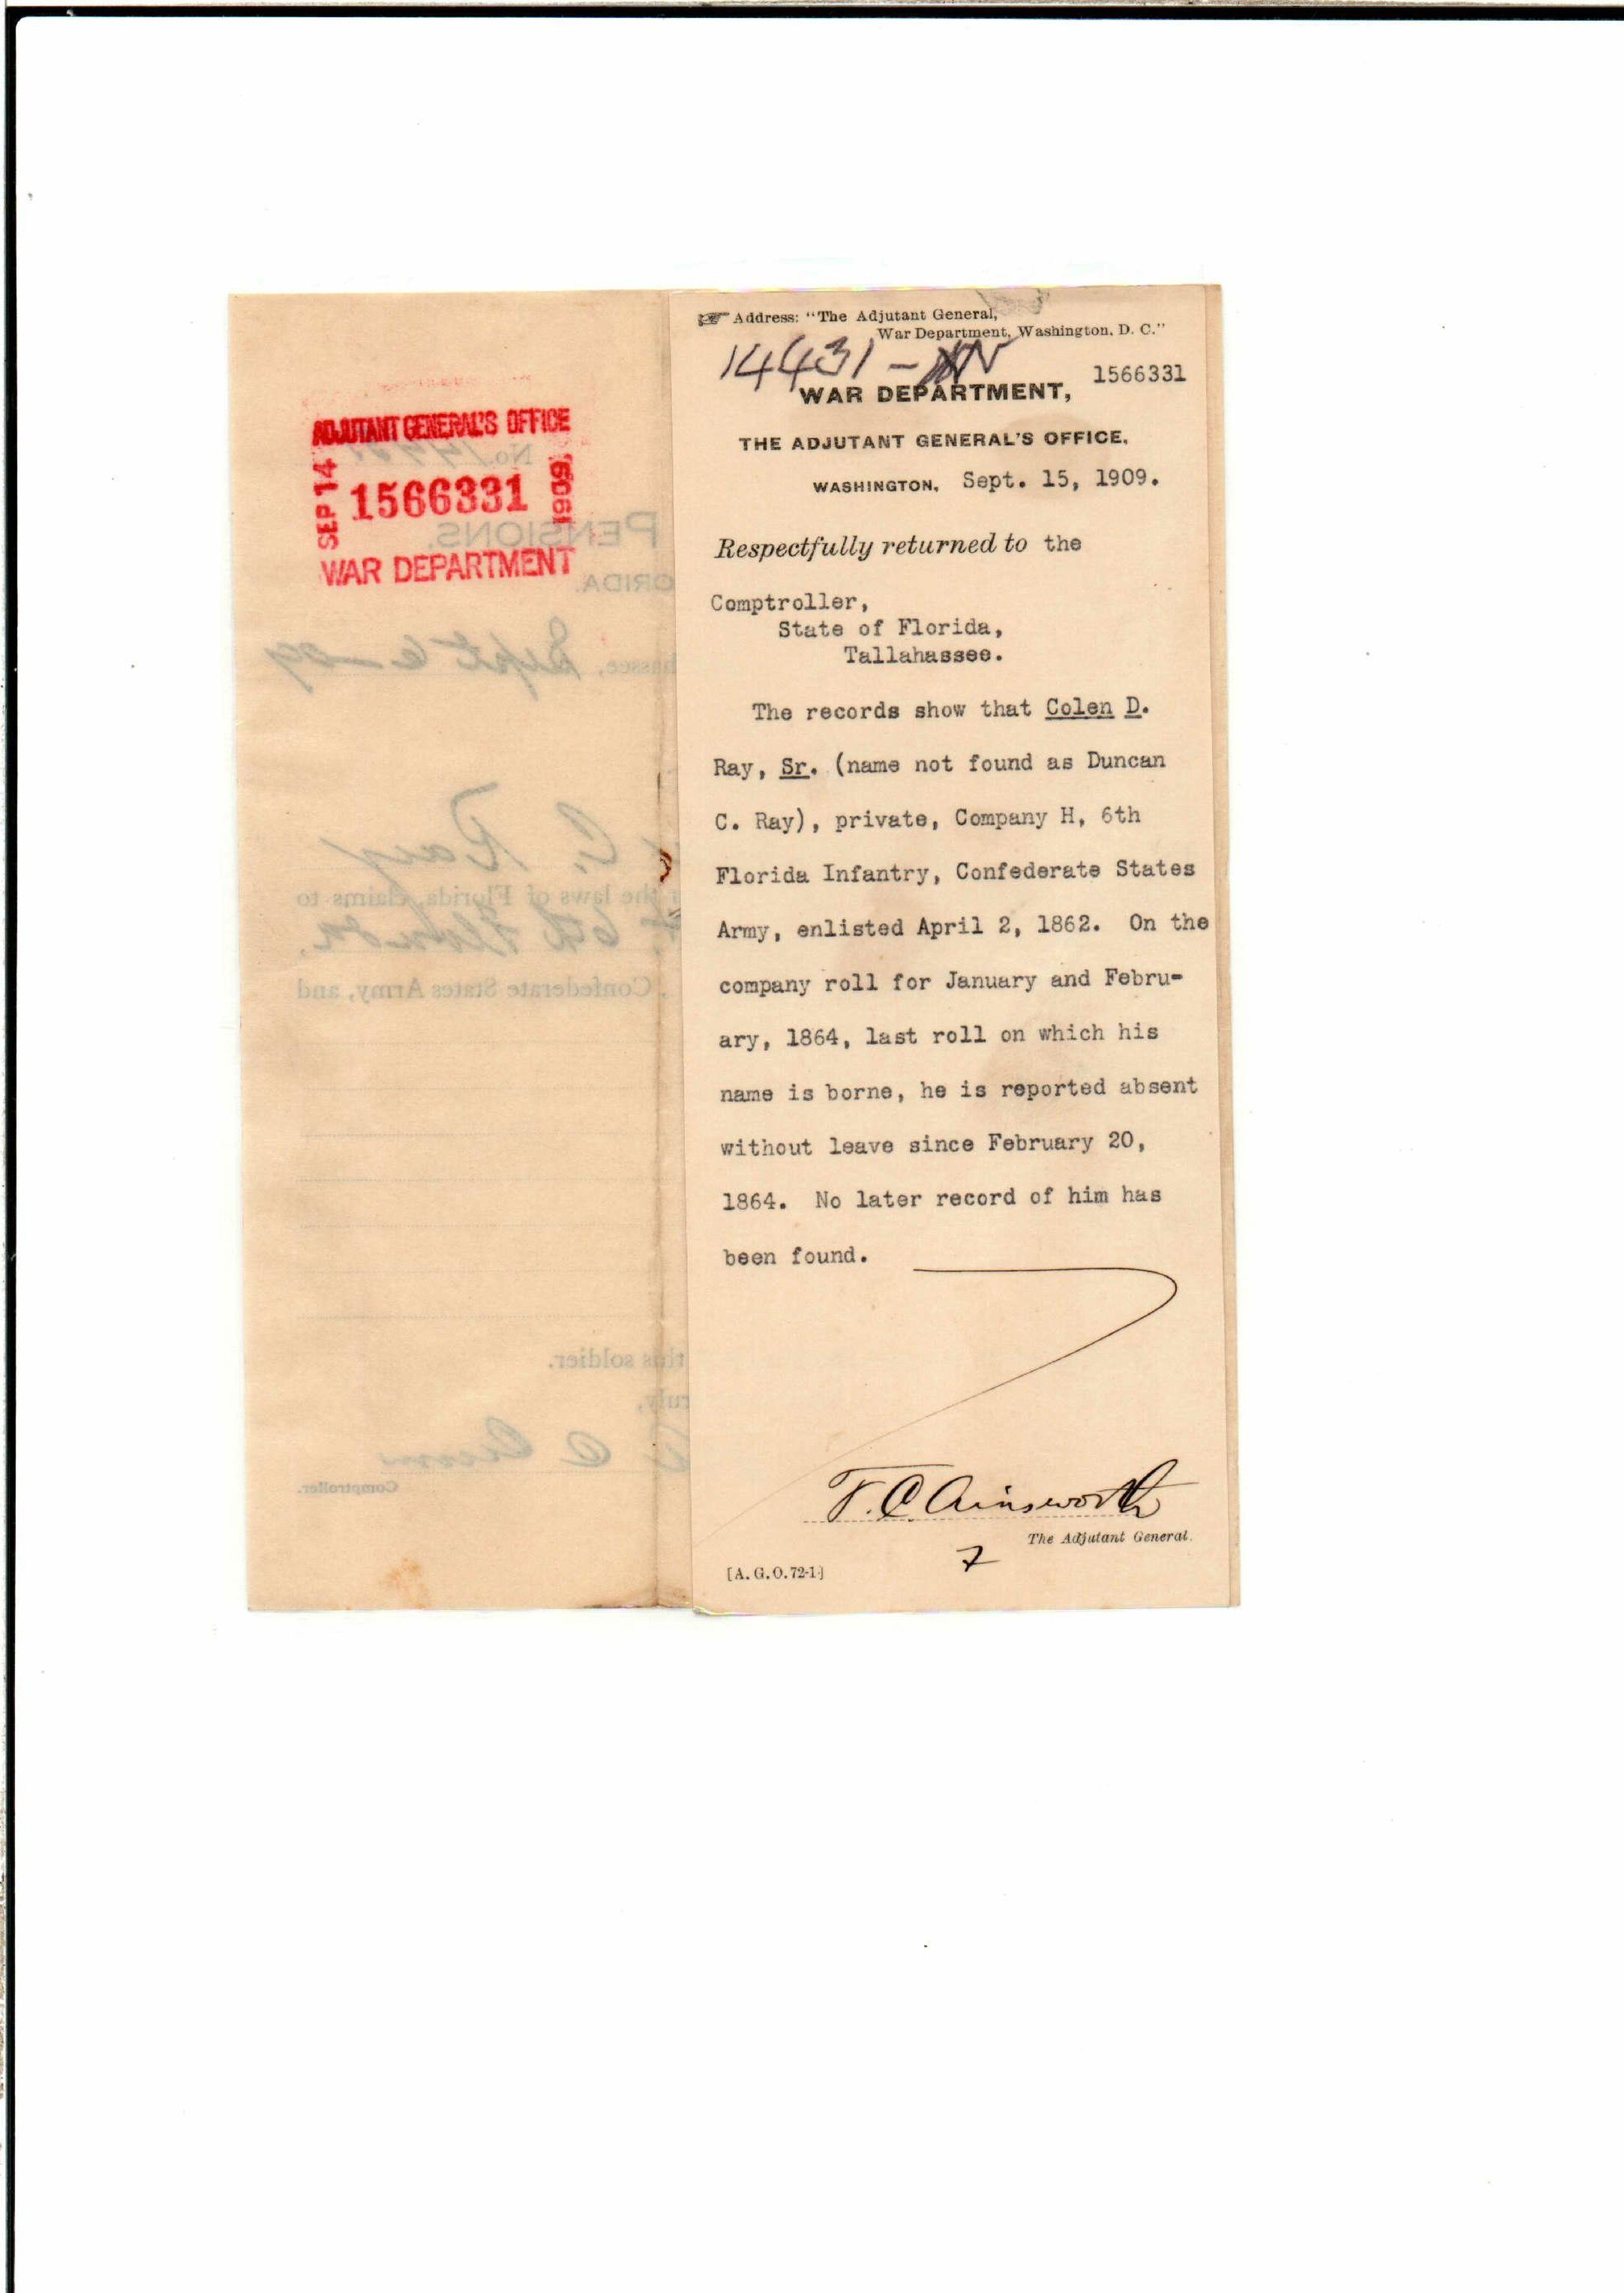 ADJUTANT GENERAL'S OFFICE
SEP 14 1566331 1909
WAR DEPARTMENT
No. 14431
PENSIONS.
Sept 6–09
C. Ray
the laws of Florida, claims to
Confederate States Army, and
this soldier.
Comptroller.
Address: "The Adjutant General,
War Department, Washington, D. C."
14431 –
1566331
WAR DEPARTMENT,
THE ADJUTANT GENERAL'S OFFICE,
WASHINGTON, Sept. 15, 1909.
Respectfully returned to the
Comptroller,
State of Florida,
Tallahassee.
The records show that Colen D.
Ray, Sr. (name not found as Duncan
C. Ray), private, Company H, 6th
Florida Infantry, Confederate States
Army, enlisted April 2, 1862. On the
company roll for January and Febru-
ary, 1864, last roll on which his
name is borne, he is reported absent
without leave since February 20,
1864. No later record of him has
been found.
F. C. Ainsworth
The Adjutant General.
7
[A. G. O. 72-1]